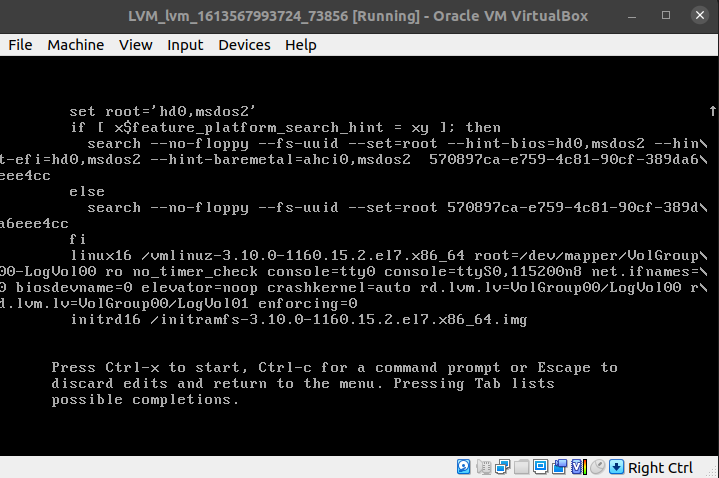 LVM_lvm_1613567993724_73856 [Running] - Oracle VM VirtualBox
File Machine View Input Devices Help
set root='hd0,msdos2' ↑
if [ x$feature_platform_search_hint = xy ]; then
search --no-floppy --fs-uuid --set=root --hint-bios=hd0,msdos2 --hin\
t-efi=hd0,msdos2 --hint-baremetal=ahci0,msdos2  570897ca-e759-4c81-90cf-389da6\
eee4cc
else
search --no-floppy --fs-uuid --set=root 570897ca-e759-4c81-90cf-389d\
a6eee4cc
fi
linux16 /vmlinuz-3.10.0-1160.15.2.el7.x86_64 root=/dev/mapper/VolGroup\
00-LogVol00 ro no_timer_check console=tty0 console=ttyS0,115200n8 net.ifnames=\
0 biosdevname=0 elevator=noop crashkernel=auto rd.lvm.lv=VolGroup00/LogVol00 r\
d.lvm.lv=VolGroup00/LogVol01 enforcing=0
initrd16 /initramfs-3.10.0-1160.15.2.el7.x86_64.img
Press Ctrl-x to start, Ctrl-c for a command prompt or Escape to
discard edits and return to the menu. Pressing Tab lists
possible completions.
Right Ctrl